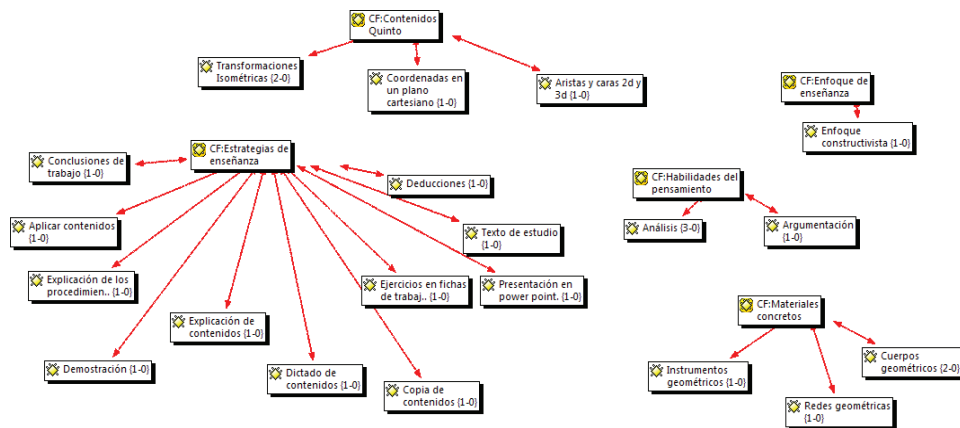 CF:Contenidos
Quinto
Transformaciones
Isométricas {2-0}
Coordenadas en
un plano
cartesiano {1-0}
Aristas y caras 2d y
3d {1-0}
CF:Enfoque de
enseñanza
Enfoque
constructivista {1-0}
CF:Estrategias de
enseñanza
Conclusiones de
trabajo {1-0}
Deducciones {1-0}
Aplicar contenidos
{1-0}
Texto de estudio
{1-0}
Explicación de los
procedimien.. {1-0}
Ejercicios en fichas
de trabaj.. {1-0}
Presentación en
power point. {1-0}
Explicación de
contenidos {1-0}
Demostración {1-0}
Dictado de
contenidos {1-0}
Copia de
contenidos {1-0}
CF:Habilidades del
pensamiento
Análisis {3-0}
Argumentación
{1-0}
CF:Materiales
concretos
Instrumentos
geométricos {1-0}
Cuerpos
geométricos {2-0}
Redes geométricas
{1-0}